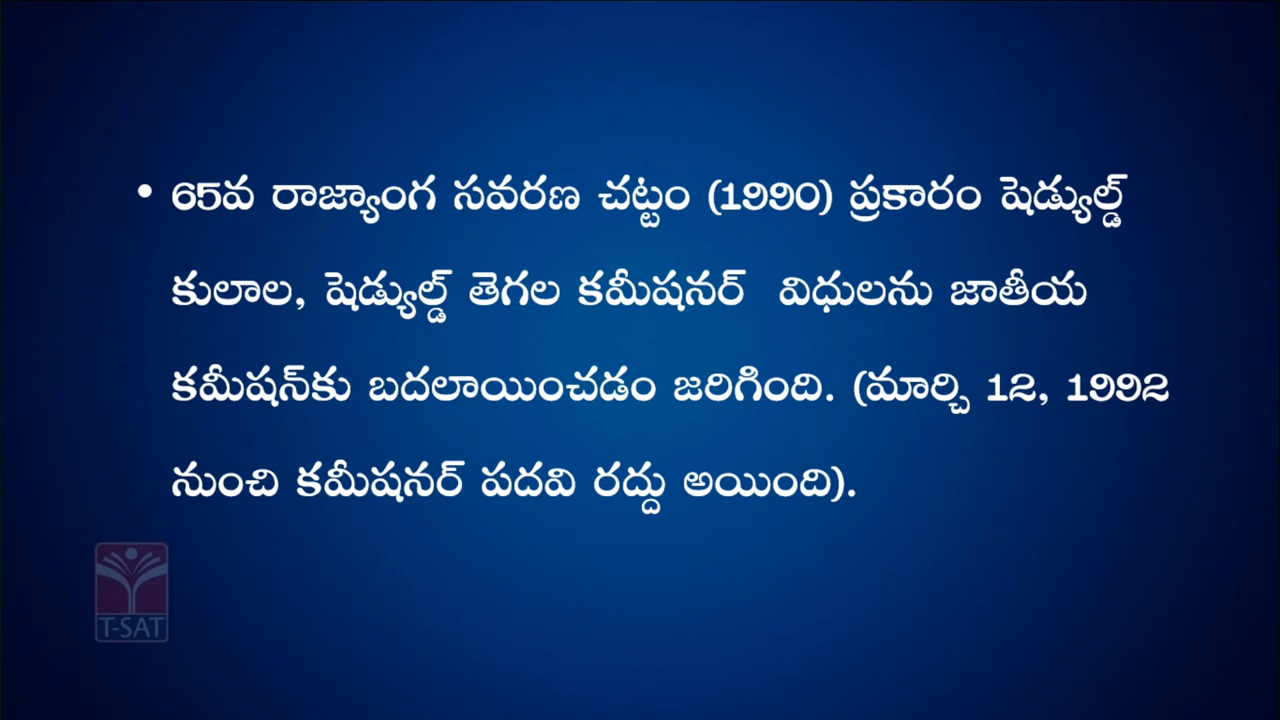 • 65వ రాజ్యాంగ సవరణ చట్టం (1990) ప్రకారం షెడ్యుల్డ్
కులాల, షెడ్యుల్డ్ తెగల కమీషనర్ విధులను జాతీయ
కమీషన్‌కు బదలాయించడం జరిగింది. (మార్చి 12, 1992
నుంచి కమీషనర్ పదవి రద్దు అయింది).
T-SAT